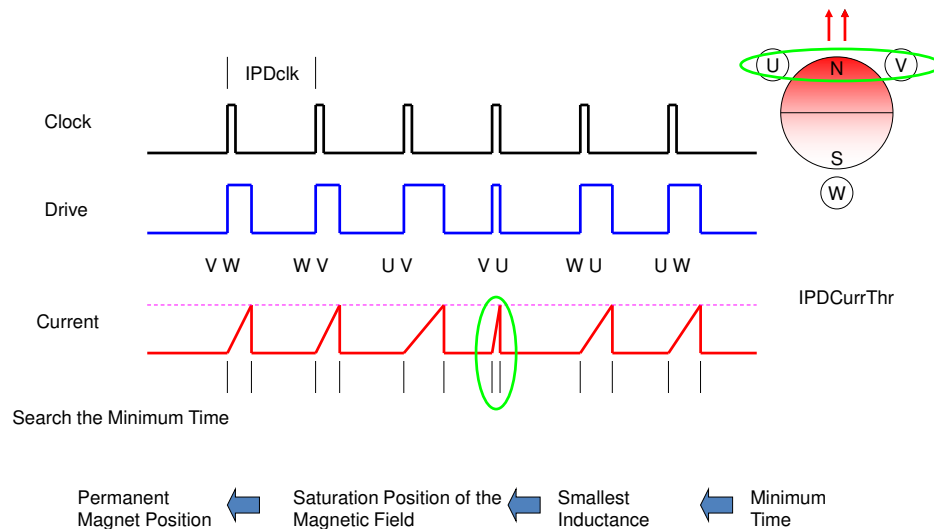 IPDclk
U
N
V
Clock
S
W
Drive
V W
W V
U V
V U
W U
U W
IPDCurrThr
Current
Search the Minimum Time
Permanent
Magnet Position
Saturation Position of the
Magnetic Field
Smallest
Inductance
Minimum
Time